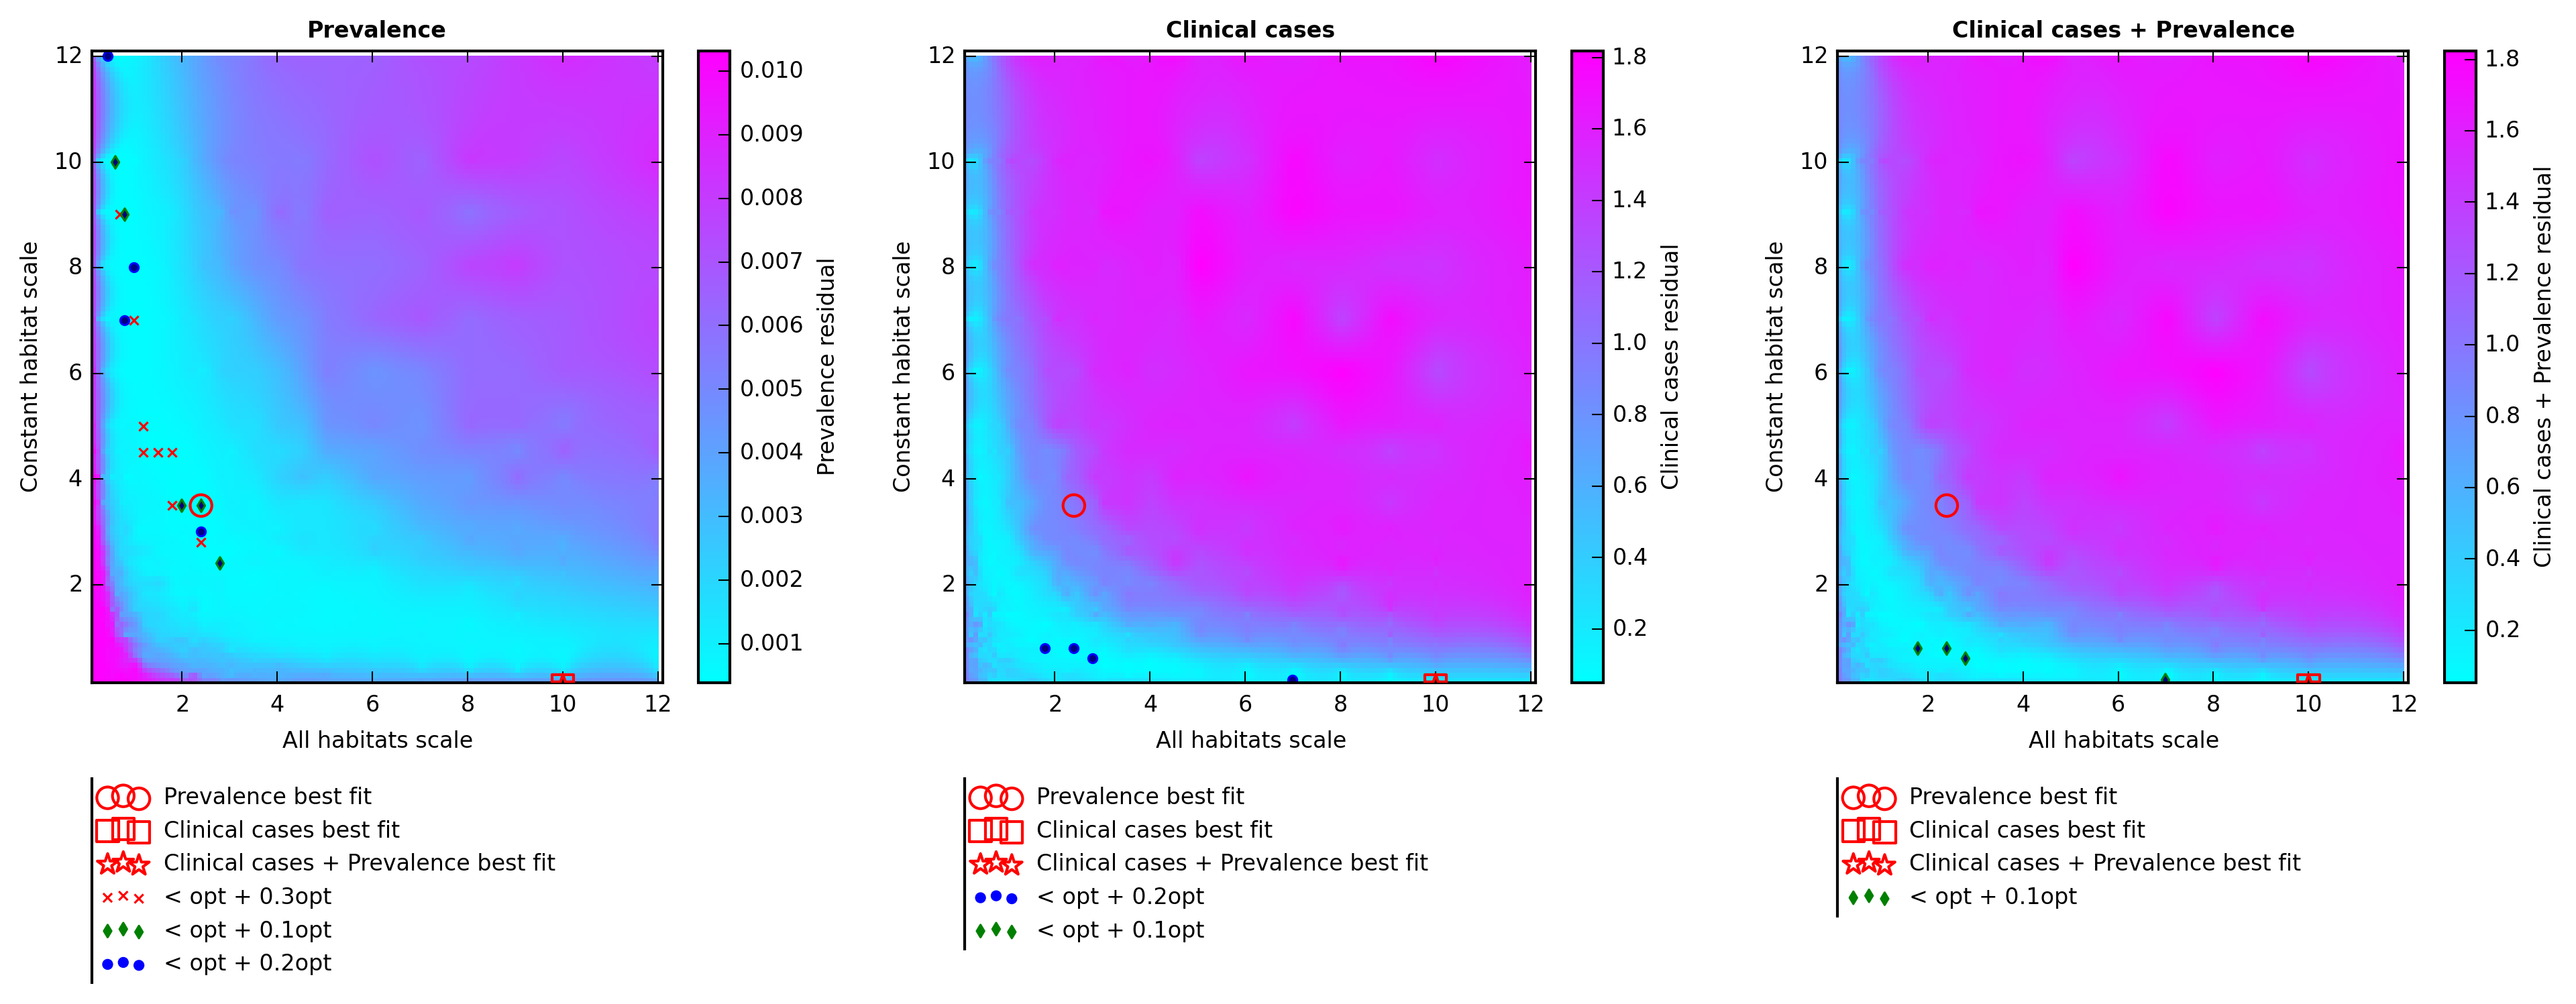 Prevalence
12
10
8
6
4
2
Constant habitat scale
2
4
6
8
10
12
All habitats scale
0.010
0.009
0.008
0.007
0.006
0.005
0.004
0.003
0.002
0.001
Prevalence residual
Prevalence best fit
Clinical cases best fit
Clinical cases + Prevalence best fit
< opt + 0.3opt
< opt + 0.1opt
< opt + 0.2opt
Clinical cases
12
10
8
6
4
2
Constant habitat scale
2
4
6
8
10
12
All habitats scale
1.8
1.6
1.4
1.2
1.0
0.8
0.6
0.4
0.2
Clinical cases residual
Prevalence best fit
Clinical cases best fit
Clinical cases + Prevalence best fit
< opt + 0.2opt
< opt + 0.1opt
Clinical cases + Prevalence
12
10
8
6
4
2
Constant habitat scale
2
4
6
8
10
12
All habitats scale
1.8
1.6
1.4
1.2
1.0
0.8
0.6
0.4
0.2
Clinical cases + Prevalence residual
Prevalence best fit
Clinical cases best fit
Clinical cases + Prevalence best fit
< opt + 0.1opt